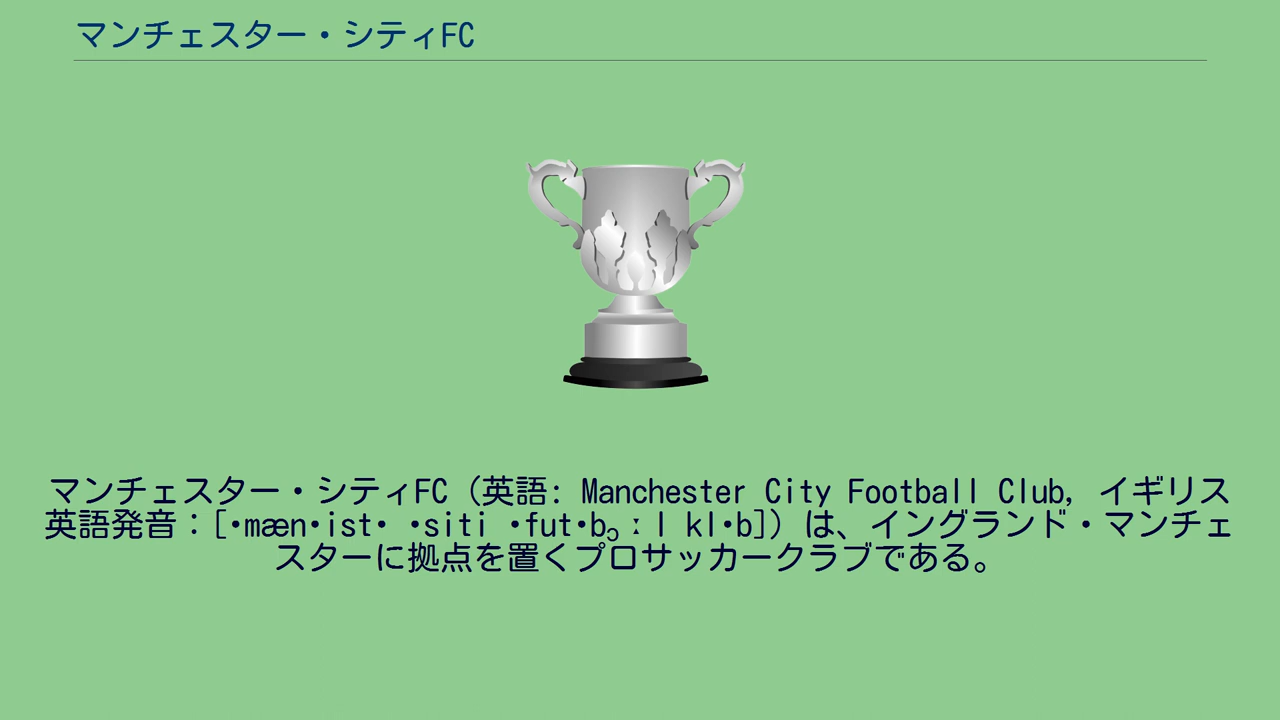 マンチェスター・シティFC
マンチェスター・シティFC（英語: Manchester City Football Club, イギリス
英語発音：[･mæn･ist･ ･siti ･fut･bɔːl kl･b]）は、イングランド・マンチェ
スターに拠点を置くプロサッカークラブである。